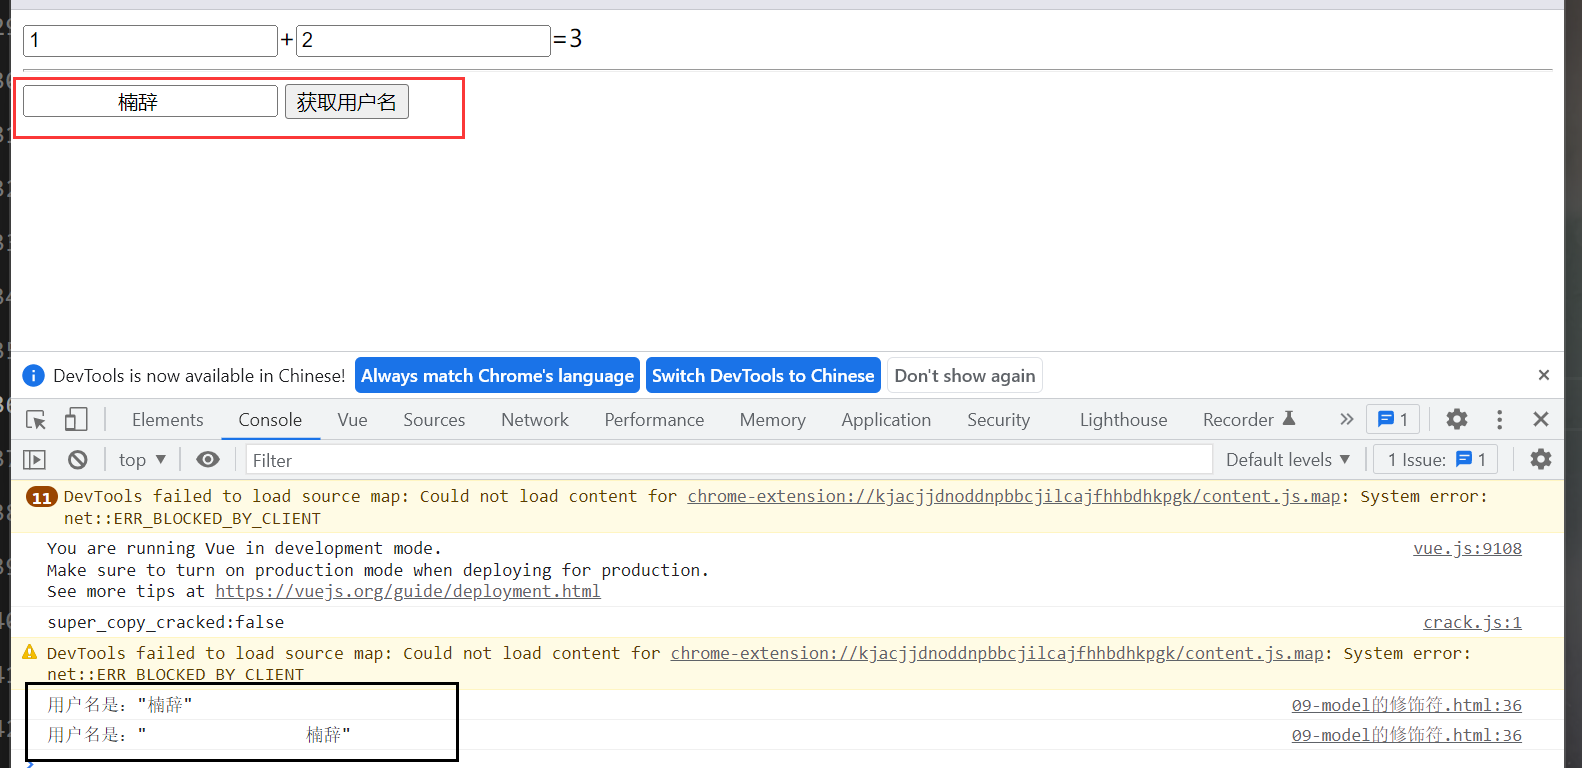 1 + 2 =3
楠辞 获取用户名
DevTools is now available in Chinese! Always match Chrome's language Switch DevTools to Chinese Don't show again
Elements Console Vue Sources Network Performance Memory Application Security Lighthouse Recorder 1
top Filter Default levels 1 Issue: 1
11 DevTools failed to load source map: Could not load content for chrome-extension://kjacjjdnoddnpbbcjilcajfhhbdhkpgk/content.js.map: System error:
net::ERR_BLOCKED_BY_CLIENT
You are running Vue in development mode. vue.js:9108
Make sure to turn on production mode when deploying for production.
See more tips at https://vuejs.org/guide/deployment.html
super_copy_cracked:false crack.js:1
DevTools failed to load source map: Could not load content for chrome-extension://kjacjjdnoddnpbbcjilcajfhhbdhkpgk/content.js.map: System error:
net::ERR_BLOCKED_BY_CLIENT
用户名是: "楠辞" 09-model的修饰符.html:36
用户名是: "                楠辞" 09-model的修饰符.html:36